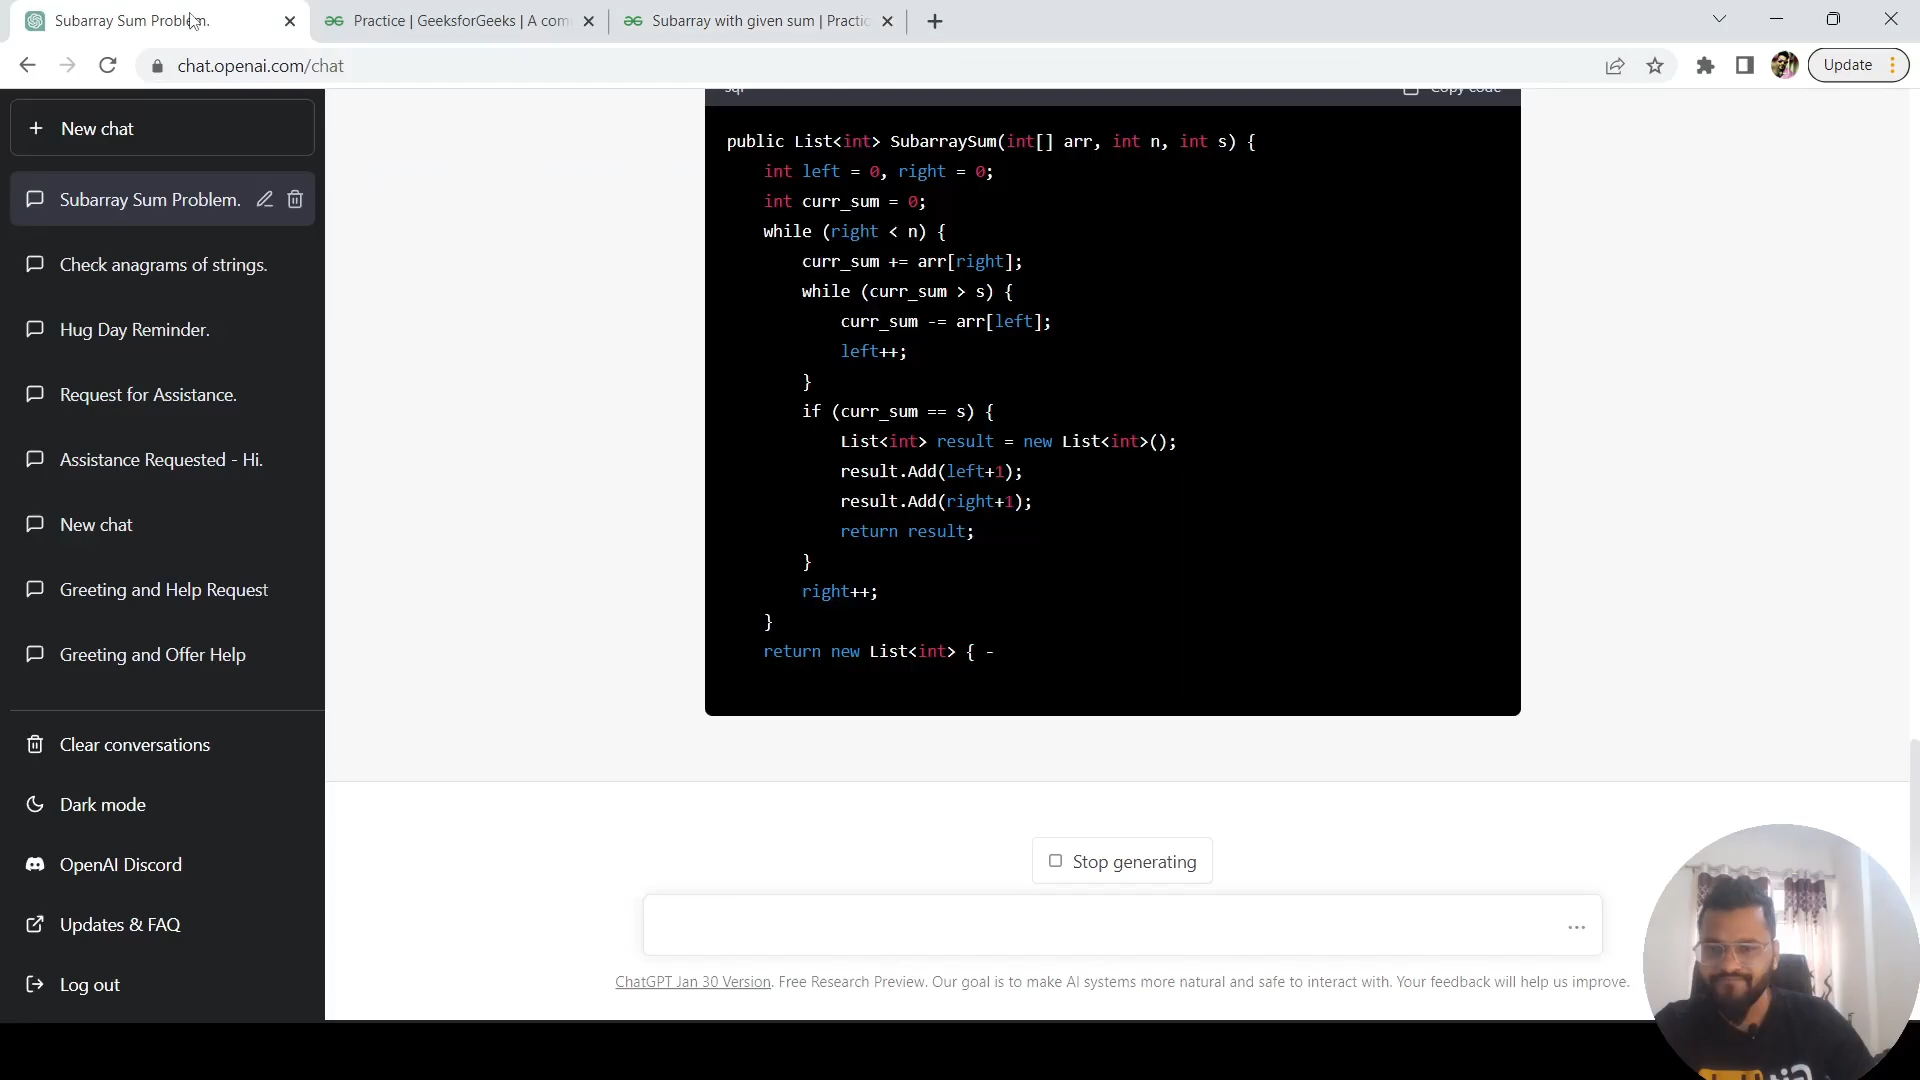 Subarray Sum Problem.
Practice | GeeksforGeeks | A com
Subarray with given sum | Practic
chat.openai.com/chat
Update
New chat
Subarray Sum Problem.
Check anagrams of strings.
Hug Day Reminder.
Request for Assistance.
Assistance Requested - Hi.
New chat
Greeting and Help Request
Greeting and Offer Help
Clear conversations
Dark mode
OpenAI Discord
Updates & FAQ
Log out
sql Copy code
public List<int> SubarraySum(int[] arr, int n, int s) {
int left = 0, right = 0;
int curr_sum = 0;
while (right < n) {
curr_sum += arr[right];
while (curr_sum > s) {
curr_sum -= arr[left];
left++;
}
if (curr_sum == s) {
List<int> result = new List<int>();
result.Add(left+1);
result.Add(right+1);
return result;
}
right++;
}
return new List<int> { -
Stop generating
ChatGPT Jan 30 Version. Free Research Preview. Our goal is to make AI systems more natural and safe to interact with. Your feedback will help us improve.